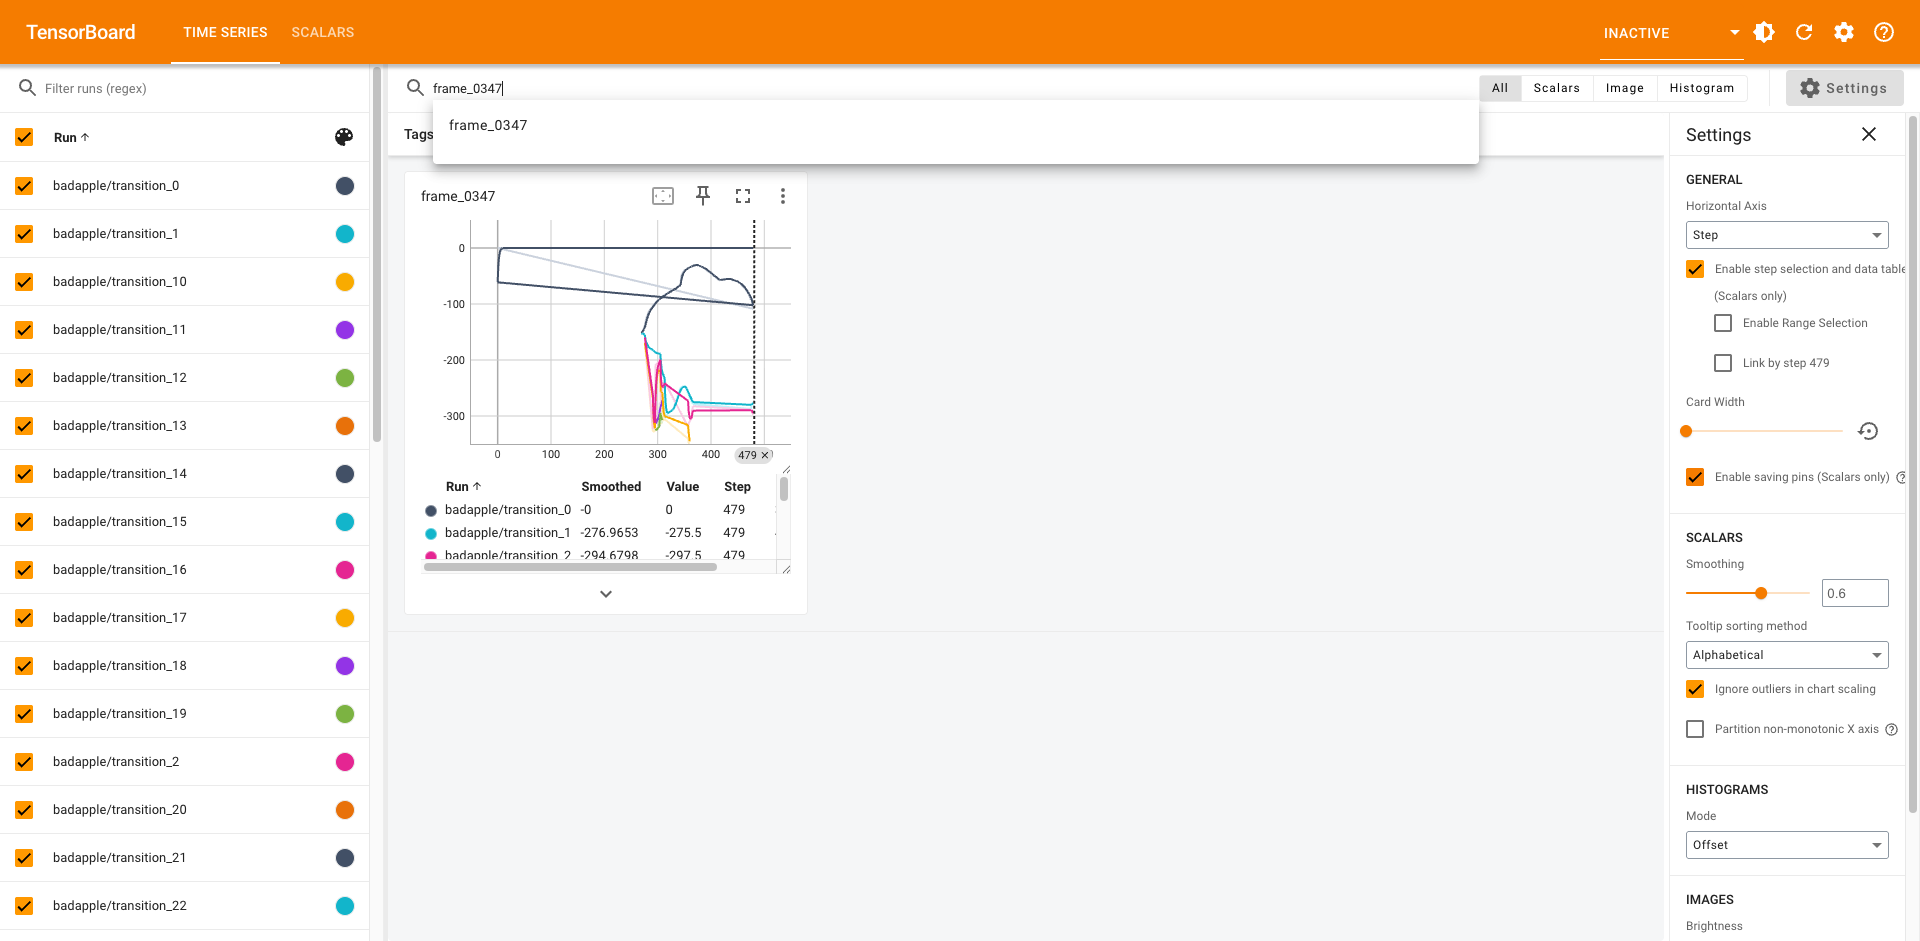 TensorBoard TIME SERIES SCALARS INACTIVE
Filter runs (regex)
frame_0347
All Scalars Image Histogram Settings
frame_0347
Run
Tags
badapple/transition_0
badapple/transition_1
badapple/transition_10
badapple/transition_11
badapple/transition_12
badapple/transition_13
badapple/transition_14
badapple/transition_15
badapple/transition_16
badapple/transition_17
badapple/transition_18
badapple/transition_19
badapple/transition_2
badapple/transition_20
badapple/transition_21
badapple/transition_22
frame_0347
0
-100
-200
-300
0 100 200 300 400 479
Run Smoothed Value Step
badapple/transition_0 -0 0 479
badapple/transition_1 -276.9653 -275.5 479
badapple/transition_2 -294.6798 -297.5 479
Settings
GENERAL
Horizontal Axis
Step
Enable step selection and data table
(Scalars only)
Enable Range Selection
Link by step 479
Card Width
Enable saving pins (Scalars only)
SCALARS
Smoothing
0.6
Tooltip sorting method
Alphabetical
Ignore outliers in chart scaling
Partition non-monotonic X axis
HISTOGRAMS
Mode
Offset
IMAGES
Brightness